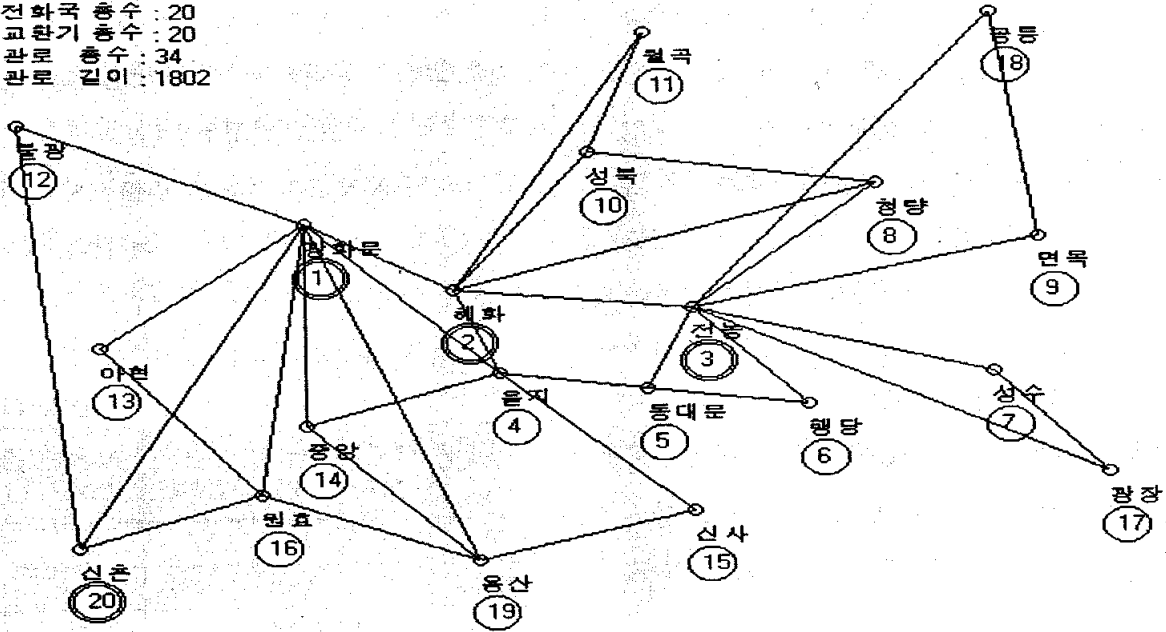 전화국 총수 : 20
교환기 총수 : 20
관로 총수 : 34
관로 길이 : 1802
월곡
11
공릉
18
불광
12
성북
10
청량
8
면목
9
광화문
1
혜화
2
전농
3
아현
13
을지
4
동대문
5
행당
6
성수
7
중앙
14
광장
17
원효
16
신사
15
신촌
20
용산
19